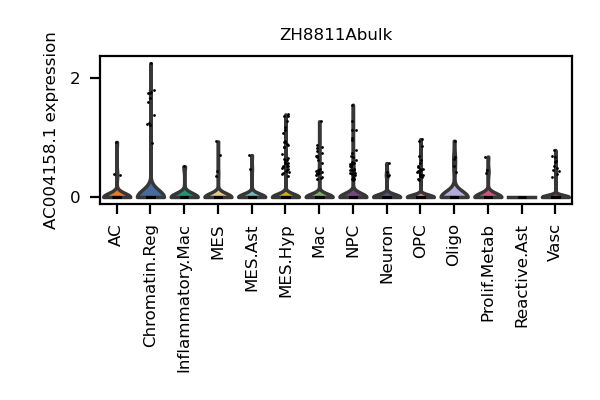 ZH8811Abulk
AC004158.1 expression
2
0
AC
Chromatin.Reg
Inflammatory.Mac
MES
MES.Ast
MES.Hyp
Mac
NPC
Neuron
OPC
Oligo
Prolif.Metab
Reactive.Ast
Vasc